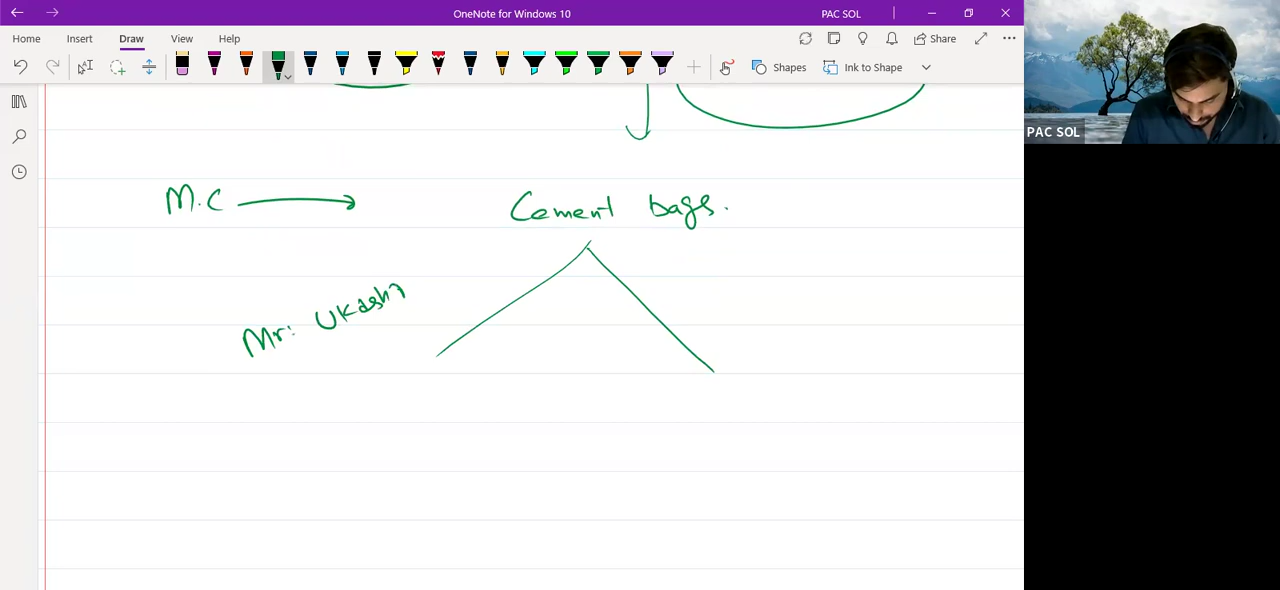 OneNote for Windows 10
PAC SOL
Home Insert Draw View Help
Share
Shapes
Ink to Shape
PAC SOL
M.C
Cement bags.
Mr: Ukasha